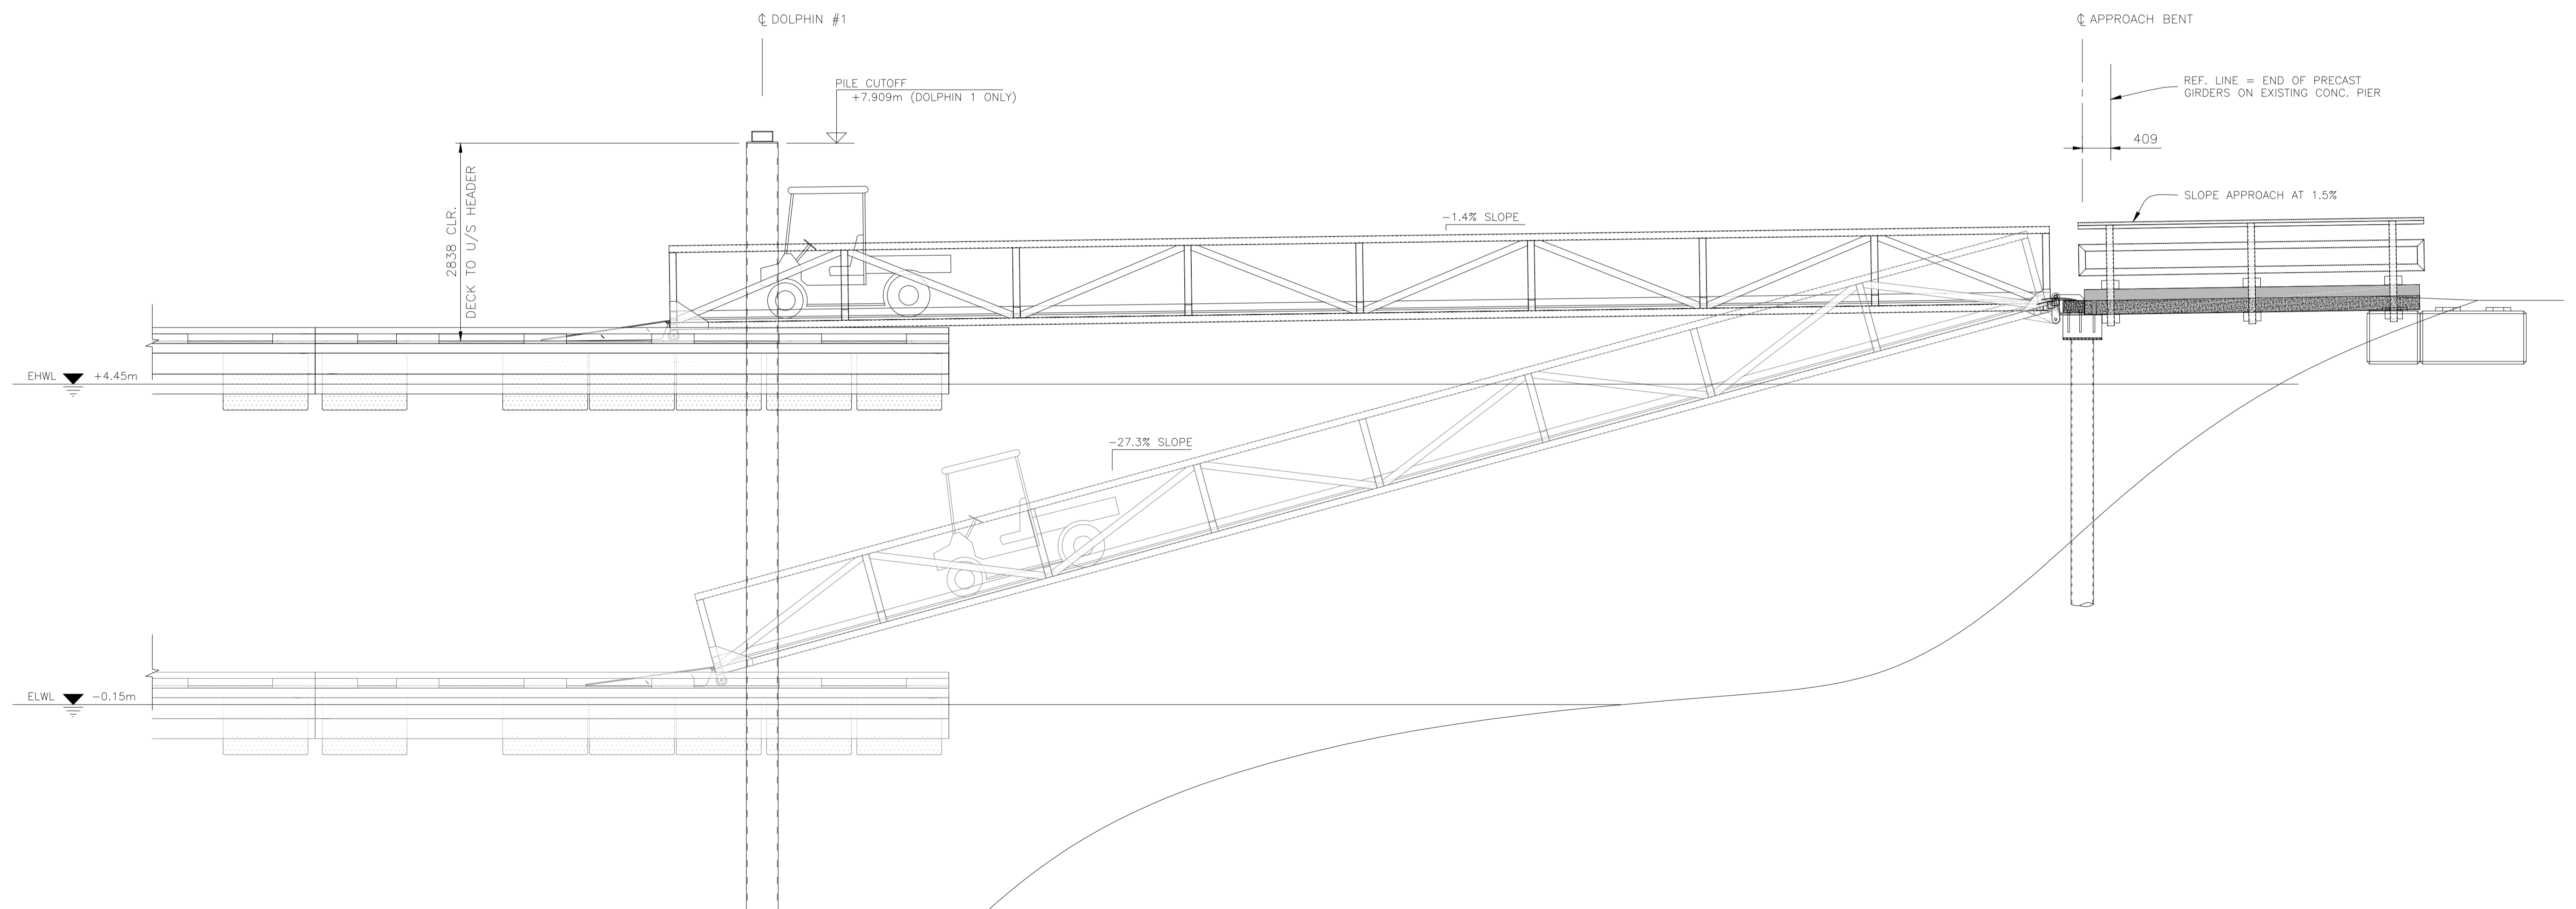 ℄ DOLPHIN #1
℄ APPROACH BENT
PILE CUTOFF
+7.909m (DOLPHIN 1 ONLY)
REF. LINE = END OF PRECAST
GIRDERS ON EXISTING CONC. PIER
409
2838 CLR.
DECK TO U/S HEADER
SLOPE APPROACH AT 1.5%
-1.4% SLOPE
EHWL +4.45m
-27.3% SLOPE
ELWL -0.15m